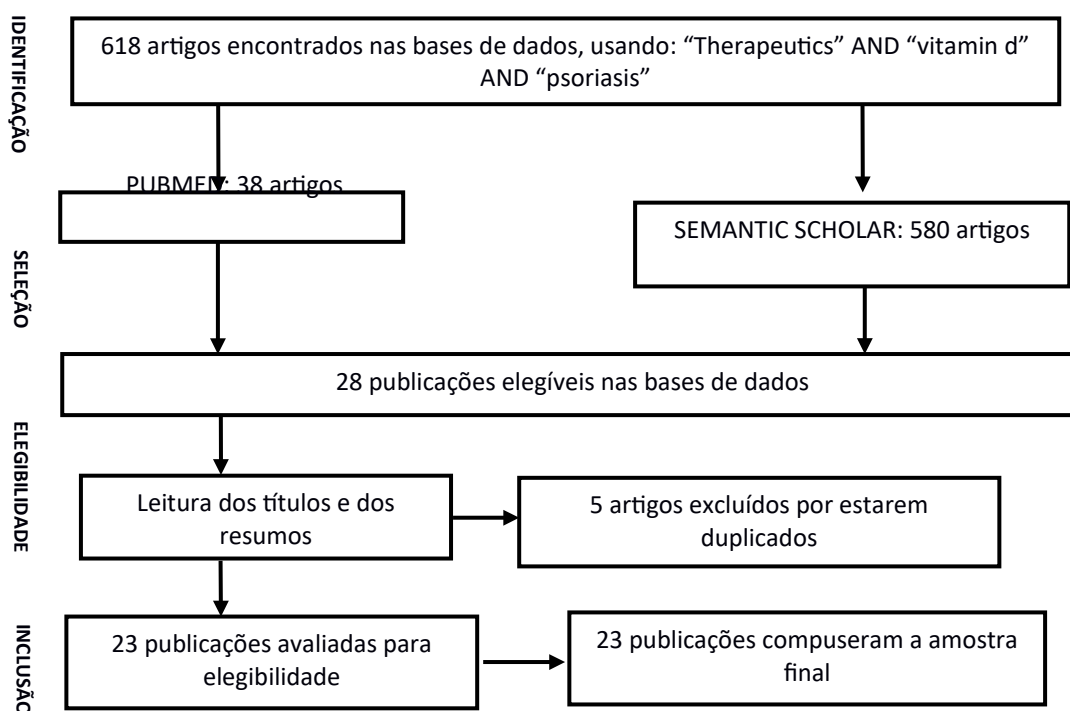 IDENTIFICAÇÃO
618 artigos encontrados nas bases de dados, usando: “Therapeutics” AND “vitamin d”
AND “psoriasis”
PUBMED: 38 artigos
SEMANTIC SCHOLAR: 580 artigos
SELEÇÃO
28 publicações elegíveis nas bases de dados
ELEGIBILIDADE
Leitura dos títulos e dos
resumos
5 artigos excluídos por estarem
duplicados
INCLUSÃO
23 publicações avaliadas para
elegibilidade
23 publicações compuseram a amostra
final